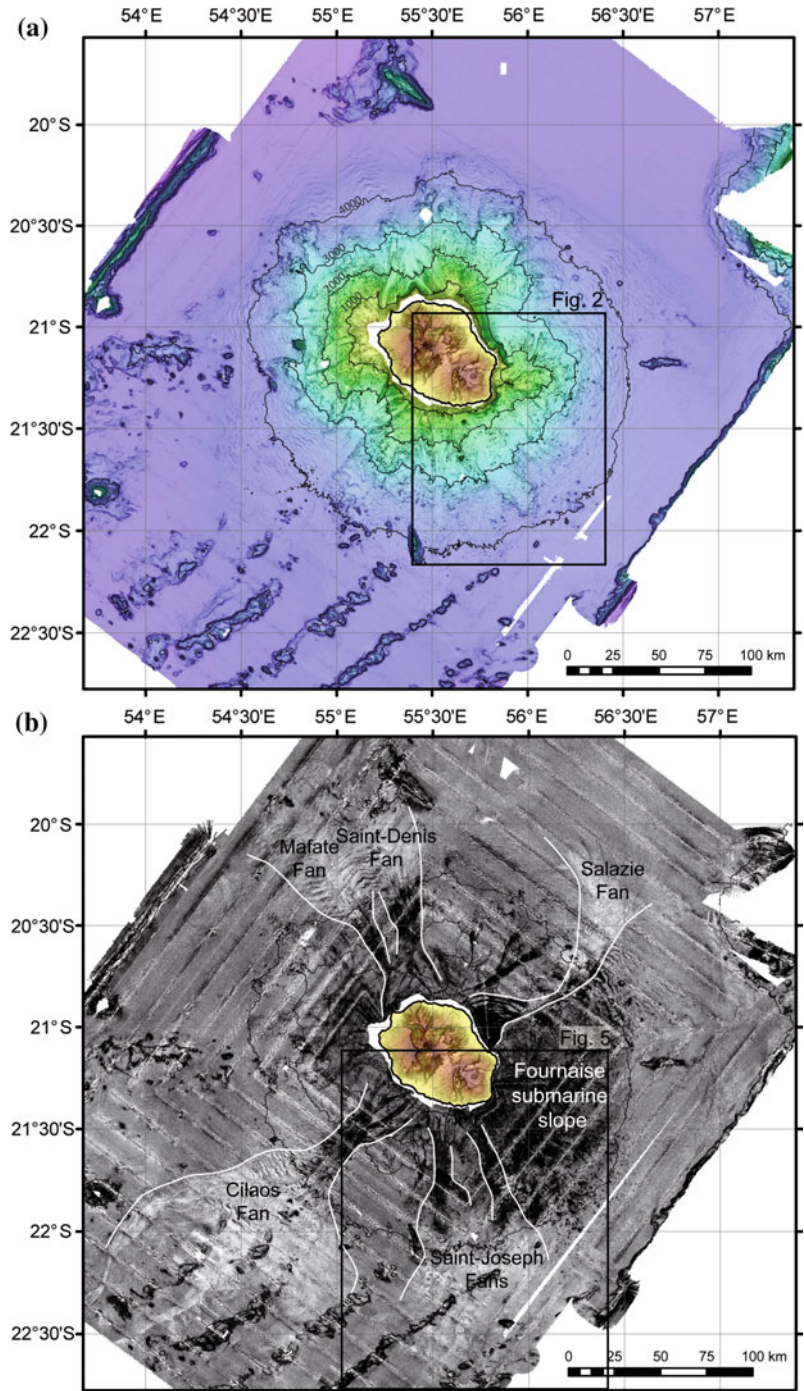 (a)
54°E 54°30'E 55°E 55°30'E 56°E 56°30'E 57°E
20°S
20°30'S
21°S
21°30'S
22°S
22°30'S
4000
3000
2000
1000
Fig. 2
0 25 50 75 100 km
(b)
54°E 54°30'E 55°E 55°30'E 56°E 56°30'E 57°E
20°S
20°30'S
21°S
21°30'S
22°S
22°30'S
Mafate
Fan
Saint-Denis
Fan
Salazie
Fan
Fig. 5
Fournaise
submarine
slope
Cilaos
Fan
Saint-Joseph
Fans
0 25 50 75 100 km